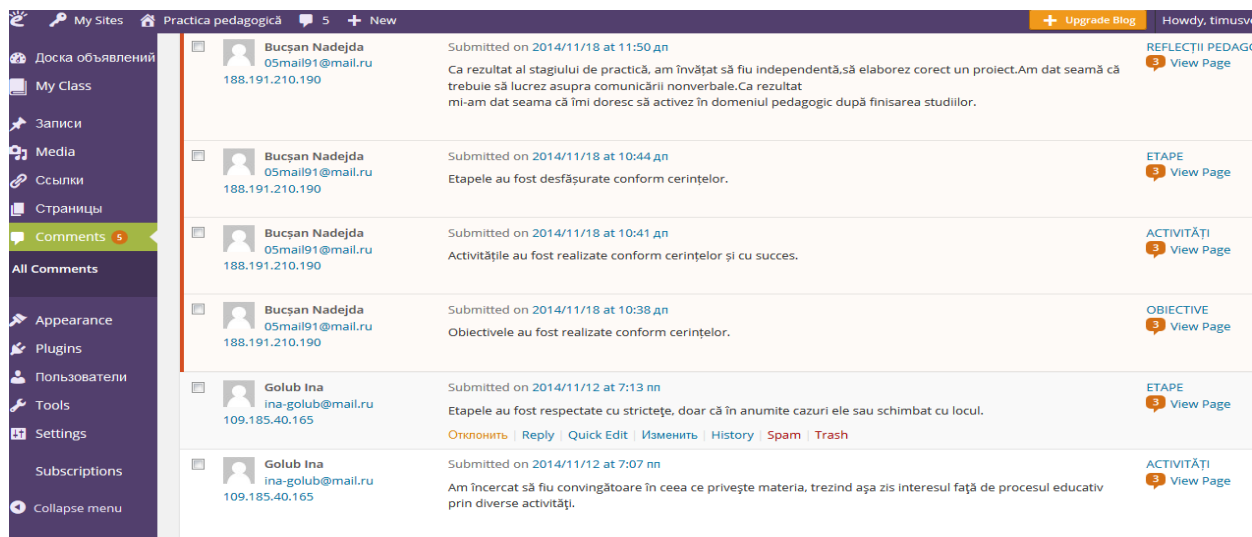 My Sites Practica pedagogică 5 + New Upgrade Blog Howdy, timusv
Доска объявлений
My Class
Записи
Media
Ссылки
Страницы
Comments 5
All Comments
Appearance
Plugins
Пользователи
Tools
Settings
Subscriptions
Collapse menu
Bucșan Nadejda
05mail91@mail.ru
188.191.210.190
Submitted on 2014/11/18 at 11:50 дп
Ca rezultat al stagiului de practică, am învățat să fiu independentă,să elaborez corect un proiect.Am dat seamă că
trebuie să lucrez asupra comunicării nonverbale.Ca rezultat
mi-am dat seama că îmi doresc să activez în domeniul pedagogic după finisarea studiilor.
REFLECȚII PEDAGO
3 View Page
Bucșan Nadejda
05mail91@mail.ru
188.191.210.190
Submitted on 2014/11/18 at 10:44 дп
Etapele au fost desfășurate conform cerințelor.
ETAPE
3 View Page
Bucșan Nadejda
05mail91@mail.ru
188.191.210.190
Submitted on 2014/11/18 at 10:41 дп
Activitățile au fost realizate conform cerințelor și cu succes.
ACTIVITĂȚI
3 View Page
Bucșan Nadejda
05mail91@mail.ru
188.191.210.190
Submitted on 2014/11/18 at 10:38 дп
Obiectivele au fost realizate conform cerințelor.
OBIECTIVE
3 View Page
Golub Ina
ina-golub@mail.ru
109.185.40.165
Submitted on 2014/11/12 at 7:13 пп
Etapele au fost respectate cu stricteţe, doar că în anumite cazuri ele sau schimbat cu locul.
Отклонить | Reply | Quick Edit | Изменить | History | Spam | Trash
ETAPE
3 View Page
Golub Ina
ina-golub@mail.ru
109.185.40.165
Submitted on 2014/11/12 at 7:07 пп
Am încercat să fiu convingătoare în ceea ce priveşte materia, trezind aşa zis interesul faţă de procesul educativ
prin diverse activităţi.
ACTIVITĂȚI
3 View Page